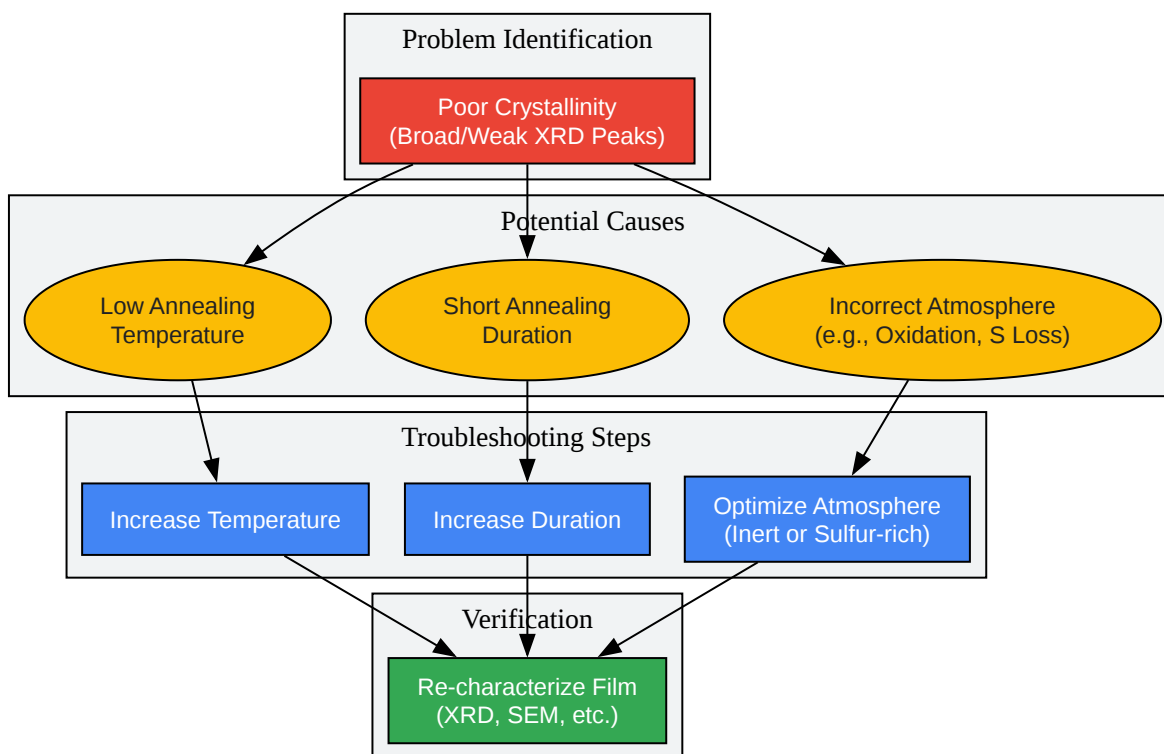 Problem Identification
Poor Crystallinity
(Broad/Weak XRD Peaks)
Potential Causes
Low Annealing
Temperature
Short Annealing
Duration
Incorrect Atmosphere
(e.g., Oxidation, S Loss)
Troubleshooting Steps
Increase Temperature
Increase Duration
Optimize Atmosphere
(Inert or Sulfur-rich)
Verification
Re-characterize Film
(XRD, SEM, etc.)